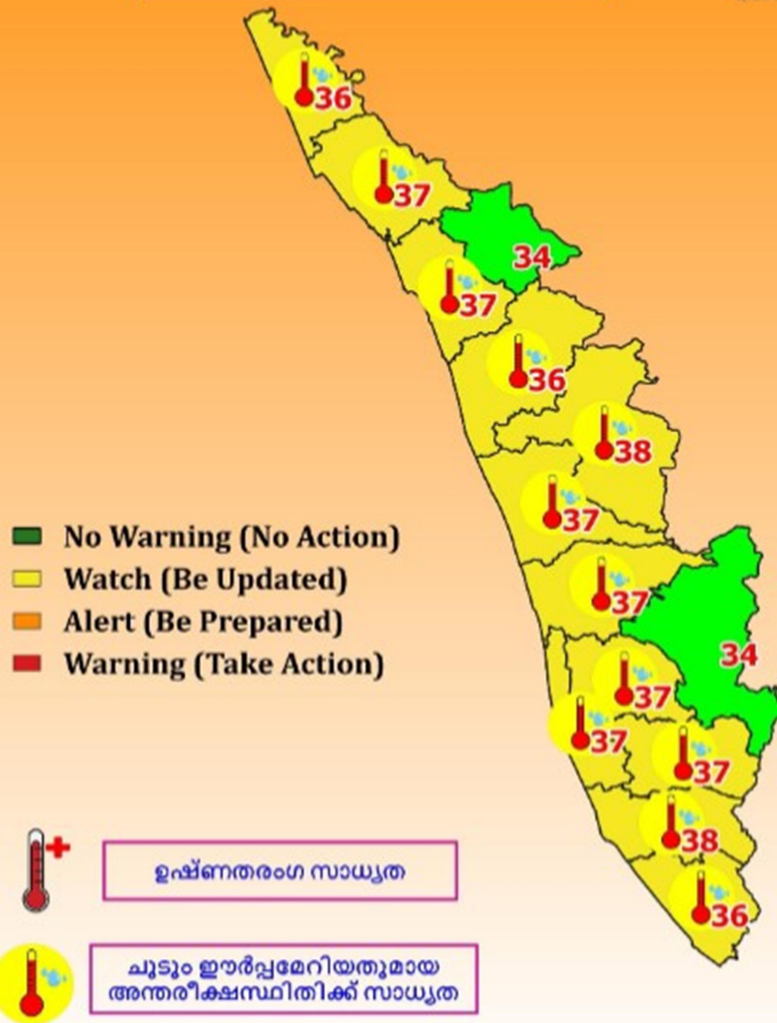 36
37
34
37
36
38
37
37
34
37
37
37
38
36
No Warning (No Action)
Watch (Be Updated)
Alert (Be Prepared)
Warning (Take Action)
ഉഷ്ണതരംഗ സാധ്യത
ചൂടും ഈർപ്പമേറിയതുമായ
അന്തരീക്ഷസ്ഥിതിക്ക് സാധ്യത